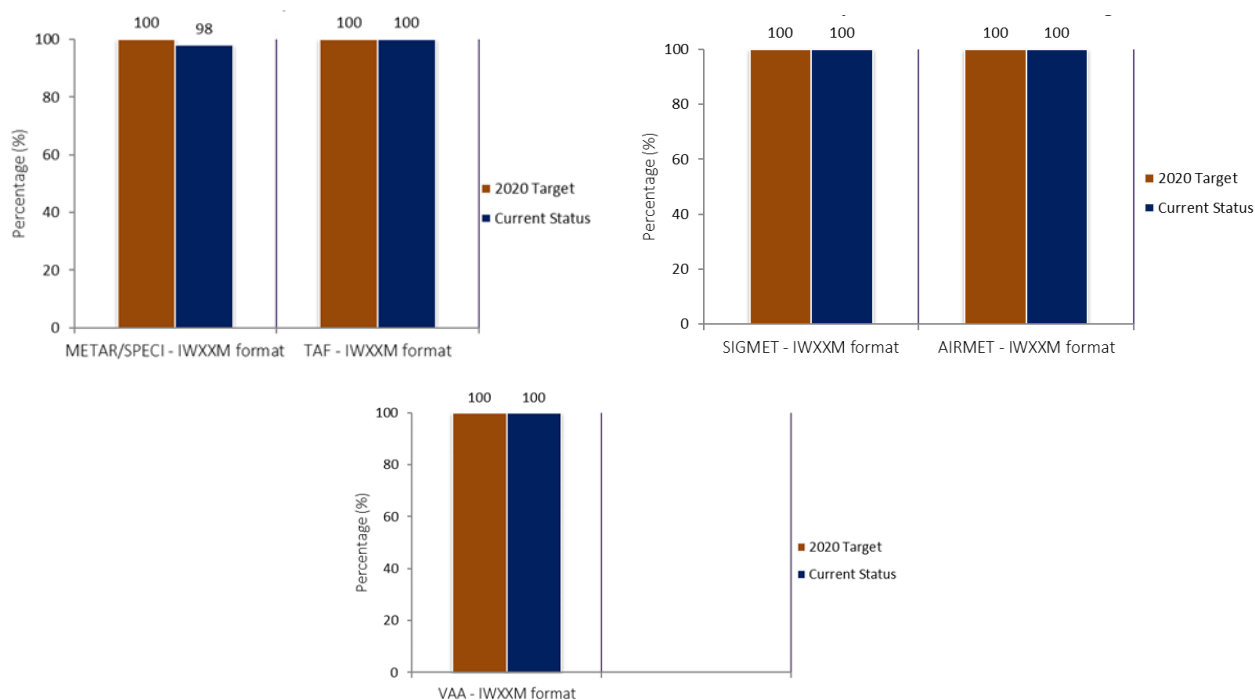 100
98
100
100
100
80
60
40
20
0
Percentage (%)
METAR/SPECI - IWXXM format
TAF - IWXXM format
2020 Target
Current Status
100
100
100
100
100
80
60
40
20
0
Percentage (%)
SIGMET - IWXXM format
AIRMET - IWXXM format
2020 Target
Current Status
100
100
100
80
60
40
20
0
Percentage (%)
VAA - IWXXM format
2020 Target
Current Status